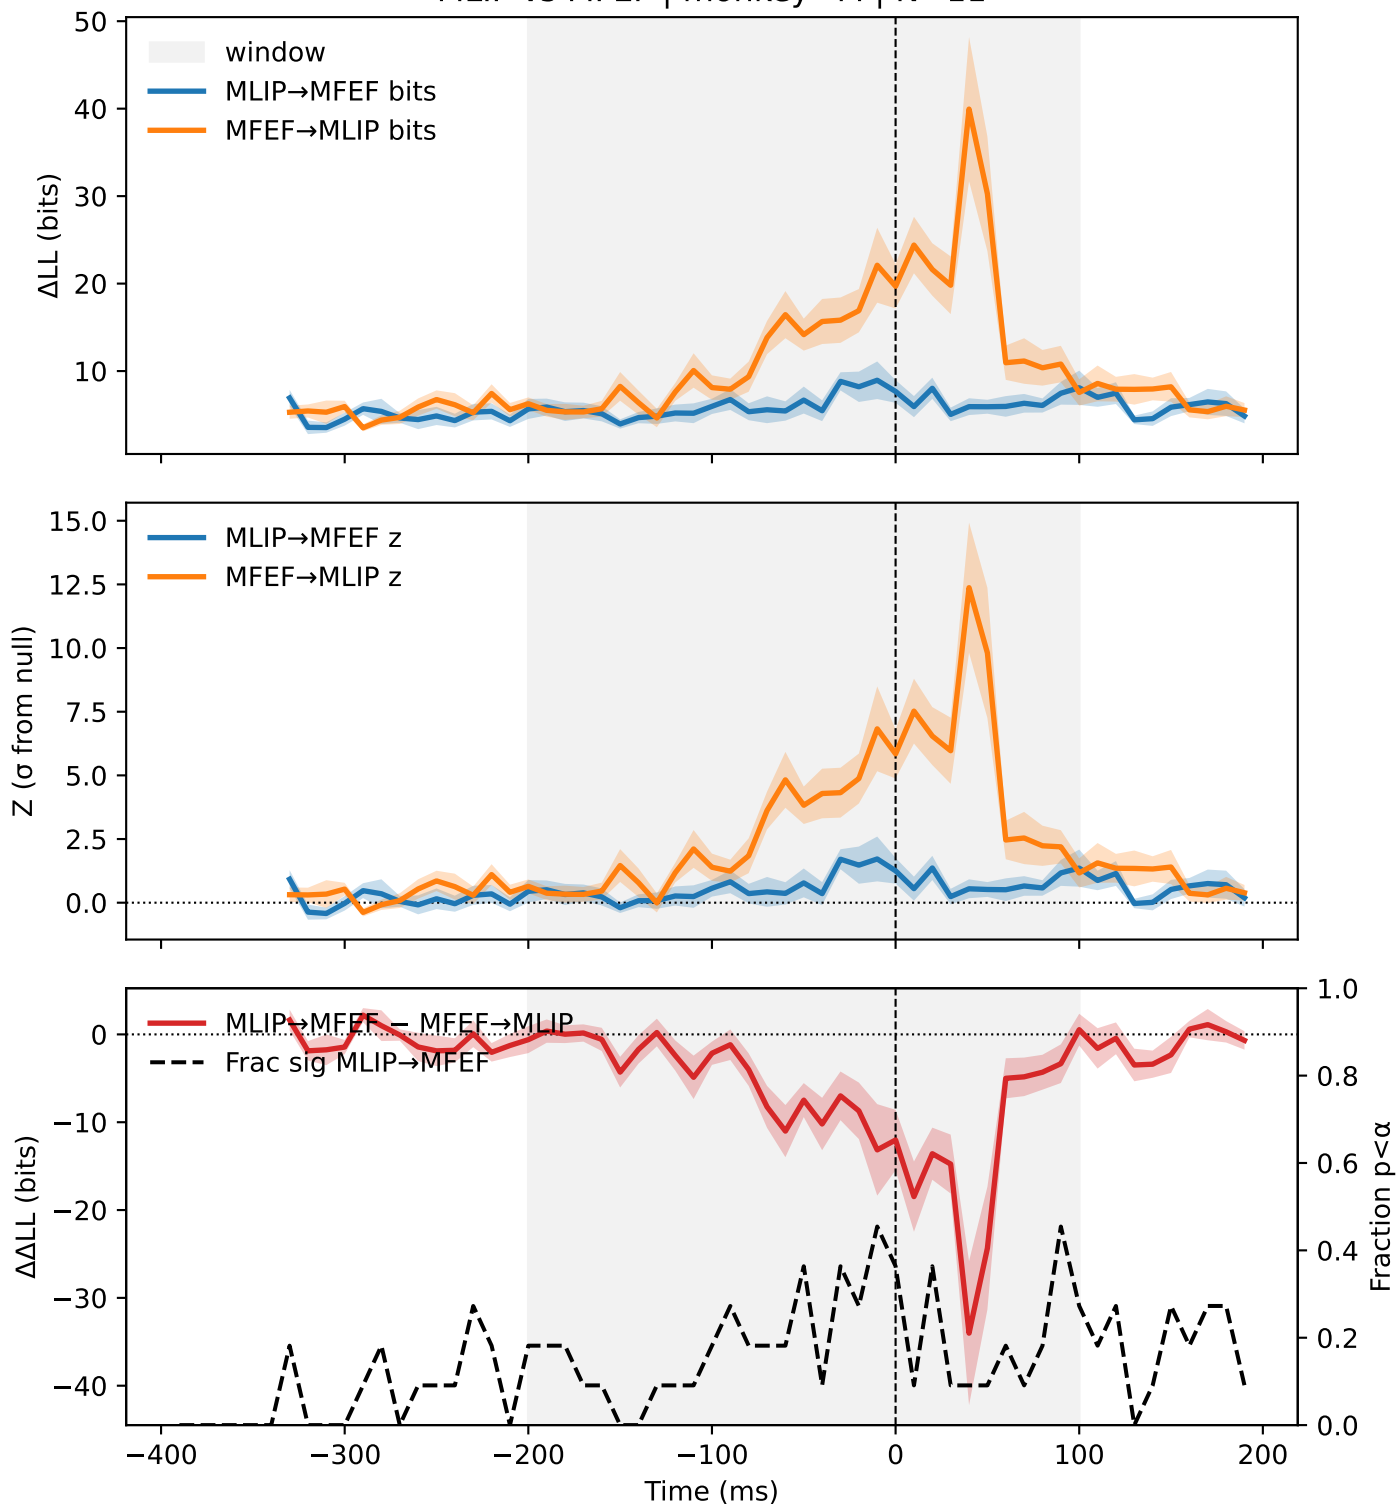 50
40
30
20
10
ΔLL (bits)
window
MLIP→MFEF bits
MFEF→MLIP bits
15.0
12.5
10.0
7.5
5.0
2.5
0.0
Z (σ from null)
MLIP→MFEF z
MFEF→MLIP z
0
−10
−20
−30
−40
ΔΔLL (bits)
MLIP→MFEF − MFEF→MLIP
Frac sig MLIP→MFEF
1.0
0.8
0.6
0.4
0.2
0.0
Fraction p<α
−400 −300 −200 −100 0 100 200
Time (ms)